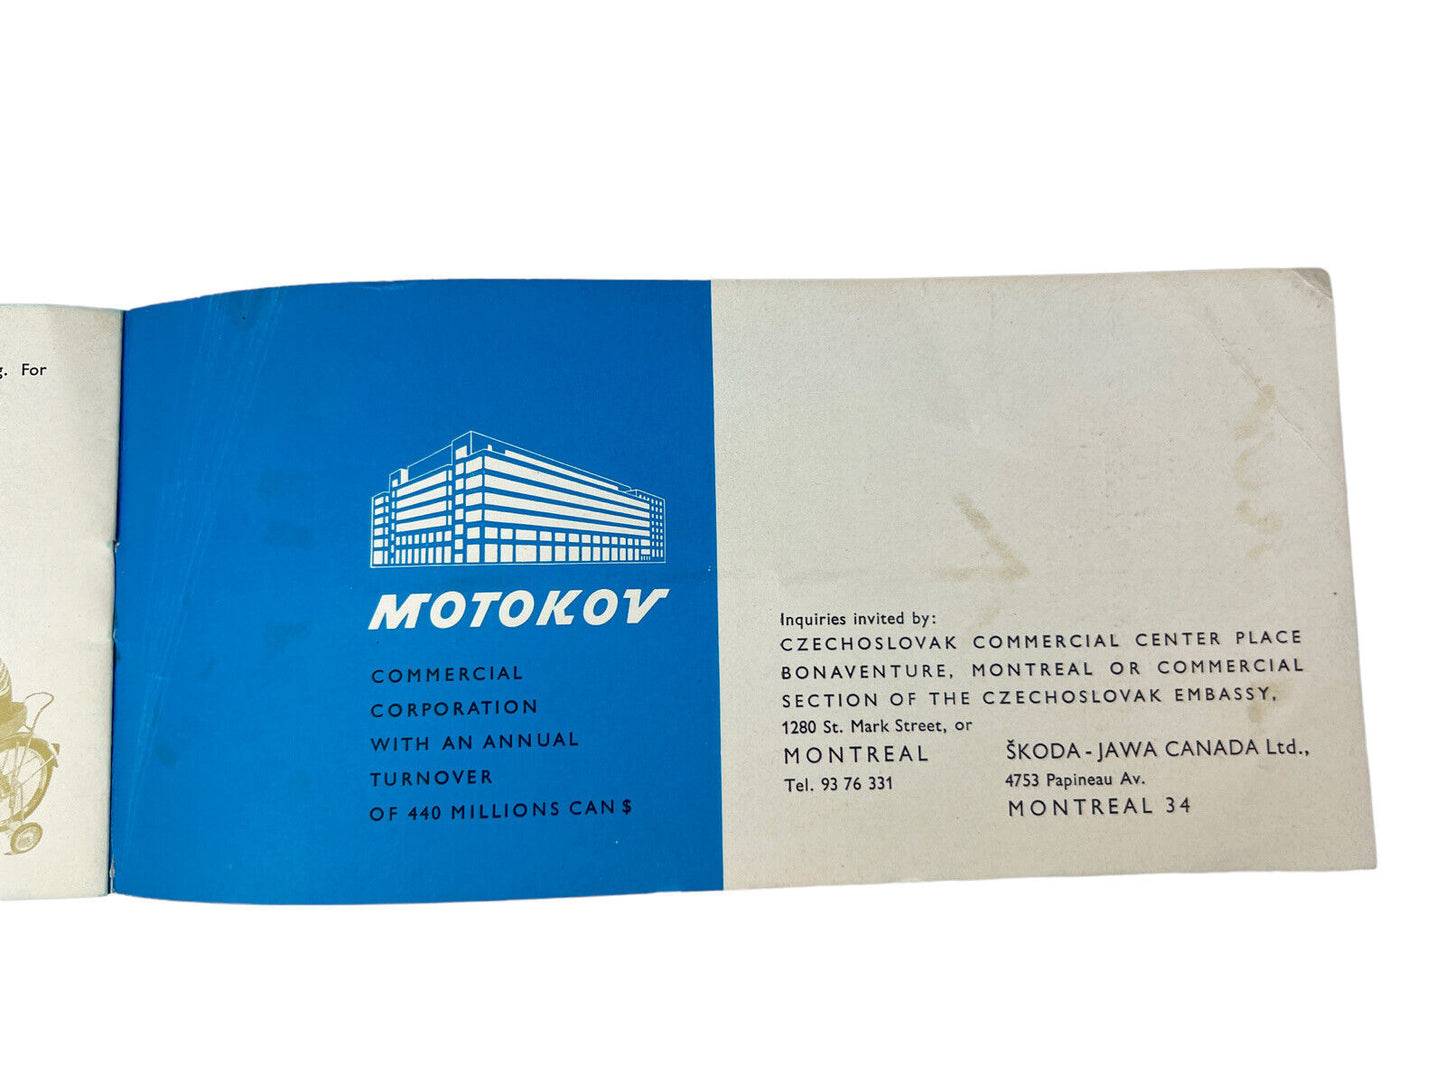 . For
MOTOKOV
COMMERCIAL
CORPORATION
WITH AN ANNUAL
TURNOVER
OF 440 MILLIONS CAN $
Inquiries invited by:
CZECHOSLOVAK COMMERCIAL CENTER PLACE
BONAVENTURE, MONTREAL OR COMMERCIAL
SECTION OF THE CZECHOSLOVAK EMBASSY,
1280 St. Mark Street, or
MONTREAL
Tel. 93 76 331
ŠKODA - JAWA CANADA Ltd.,
4753 Papineau Av.
MONTREAL 34